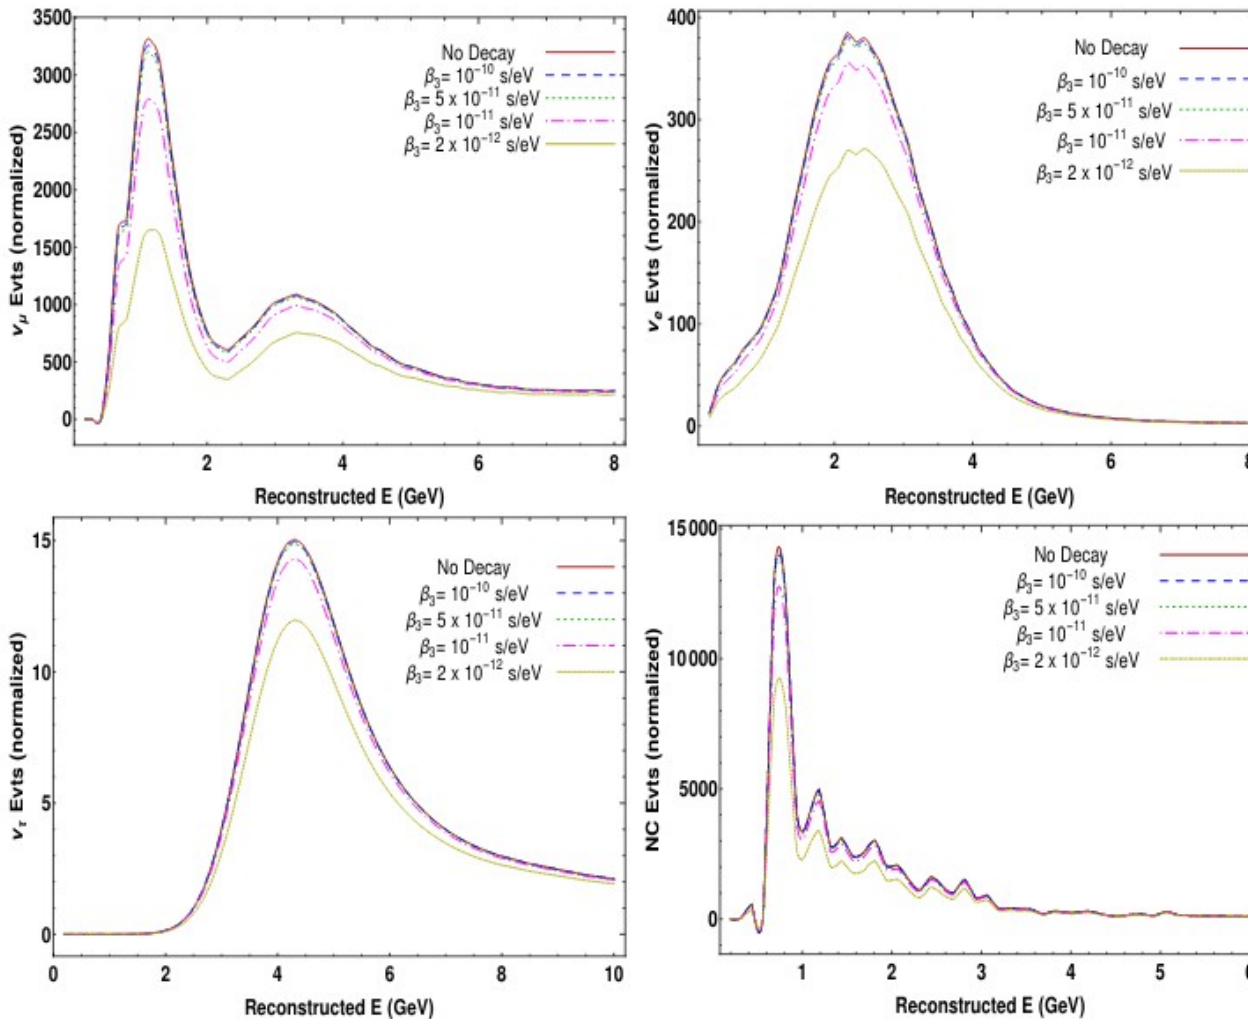 3500
3000
2500
2000
1500
1000
500
0
ν_μ Evts (normalized)
No Decay
β₃= 10⁻¹⁰ s/eV
β₃= 5 x 10⁻¹¹ s/eV
β₃= 10⁻¹¹ s/eV
β₃= 2 x 10⁻¹² s/eV
2 4 6 8
Reconstructed E (GeV)
400
300
200
100
0
ν_e Evts (normalized)
No Decay
β₃= 10⁻¹⁰ s/eV
β₃= 5 x 10⁻¹¹ s/eV
β₃= 10⁻¹¹ s/eV
β₃= 2 x 10⁻¹² s/eV
2 4 6 8
Reconstructed E (GeV)
15
10
5
0
ν_τ Evts (normalized)
No Decay
β₃= 10⁻¹⁰ s/eV
β₃= 5 x 10⁻¹¹ s/eV
β₃= 10⁻¹¹ s/eV
β₃= 2 x 10⁻¹² s/eV
0 2 4 6 8 10
Reconstructed E (GeV)
15000
10000
5000
0
NC Evts (normalized)
No Decay
β₃= 10⁻¹⁰ s/eV
β₃= 5 x 10⁻¹¹ s/eV
β₃= 10⁻¹¹ s/eV
β₃= 2 x 10⁻¹² s/eV
1 2 3 4 5 6
Reconstructed E (GeV)